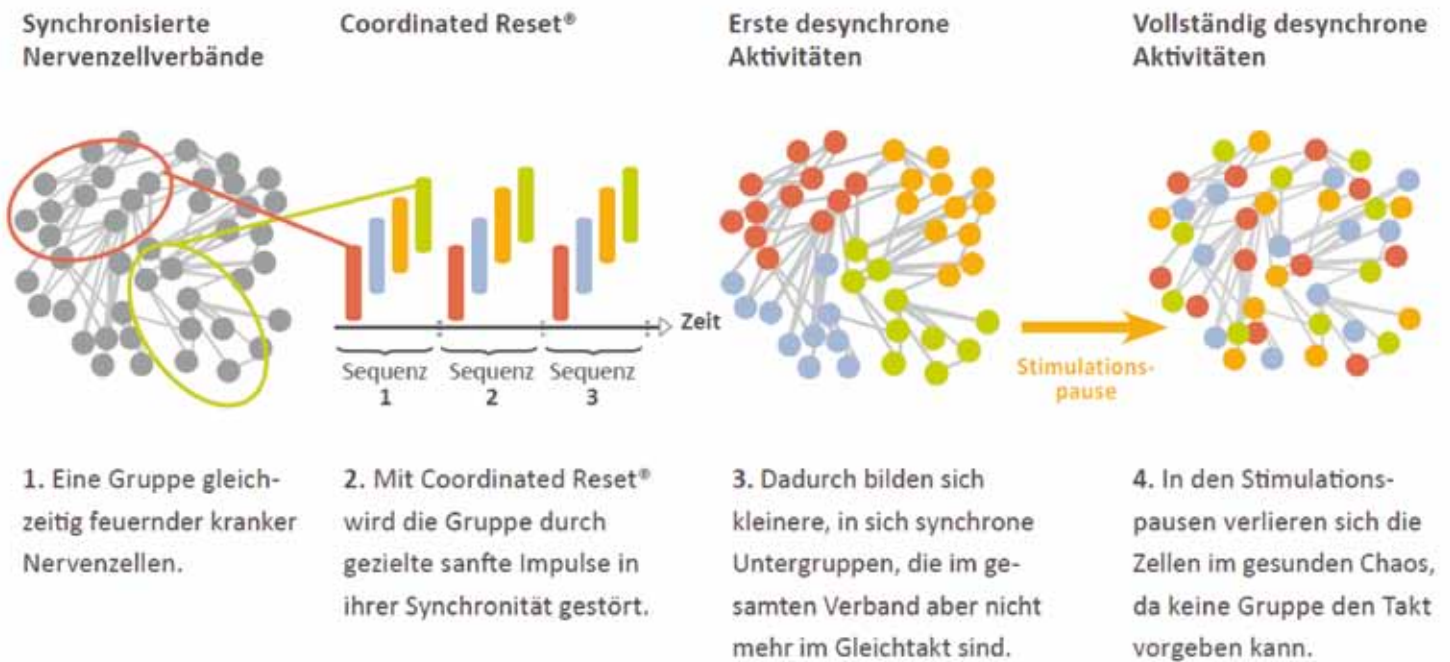 Synchronisierte
Nervenzellverbände
Coordinated Reset®
Erste desynchrone
Aktivitäten
Vollständig desynchrone
Aktivitäten
Zeit
Sequenz
1
Sequenz
2
Sequenz
3
Stimulations-
pause
1. Eine Gruppe gleich-
zeitig feuernder kranker
Nervenzellen.
2. Mit Coordinated Reset®
wird die Gruppe durch
gezielte sanfte Impulse in
ihrer Synchronität gestört.
3. Dadurch bilden sich
kleinere, in sich synchrone
Untergruppen, die im ge-
samten Verband aber nicht
mehr im Gleichtakt sind.
4. In den Stimulations-
pausen verlieren sich die
Zellen im gesunden Chaos,
da keine Gruppe den Takt
vorgeben kann.